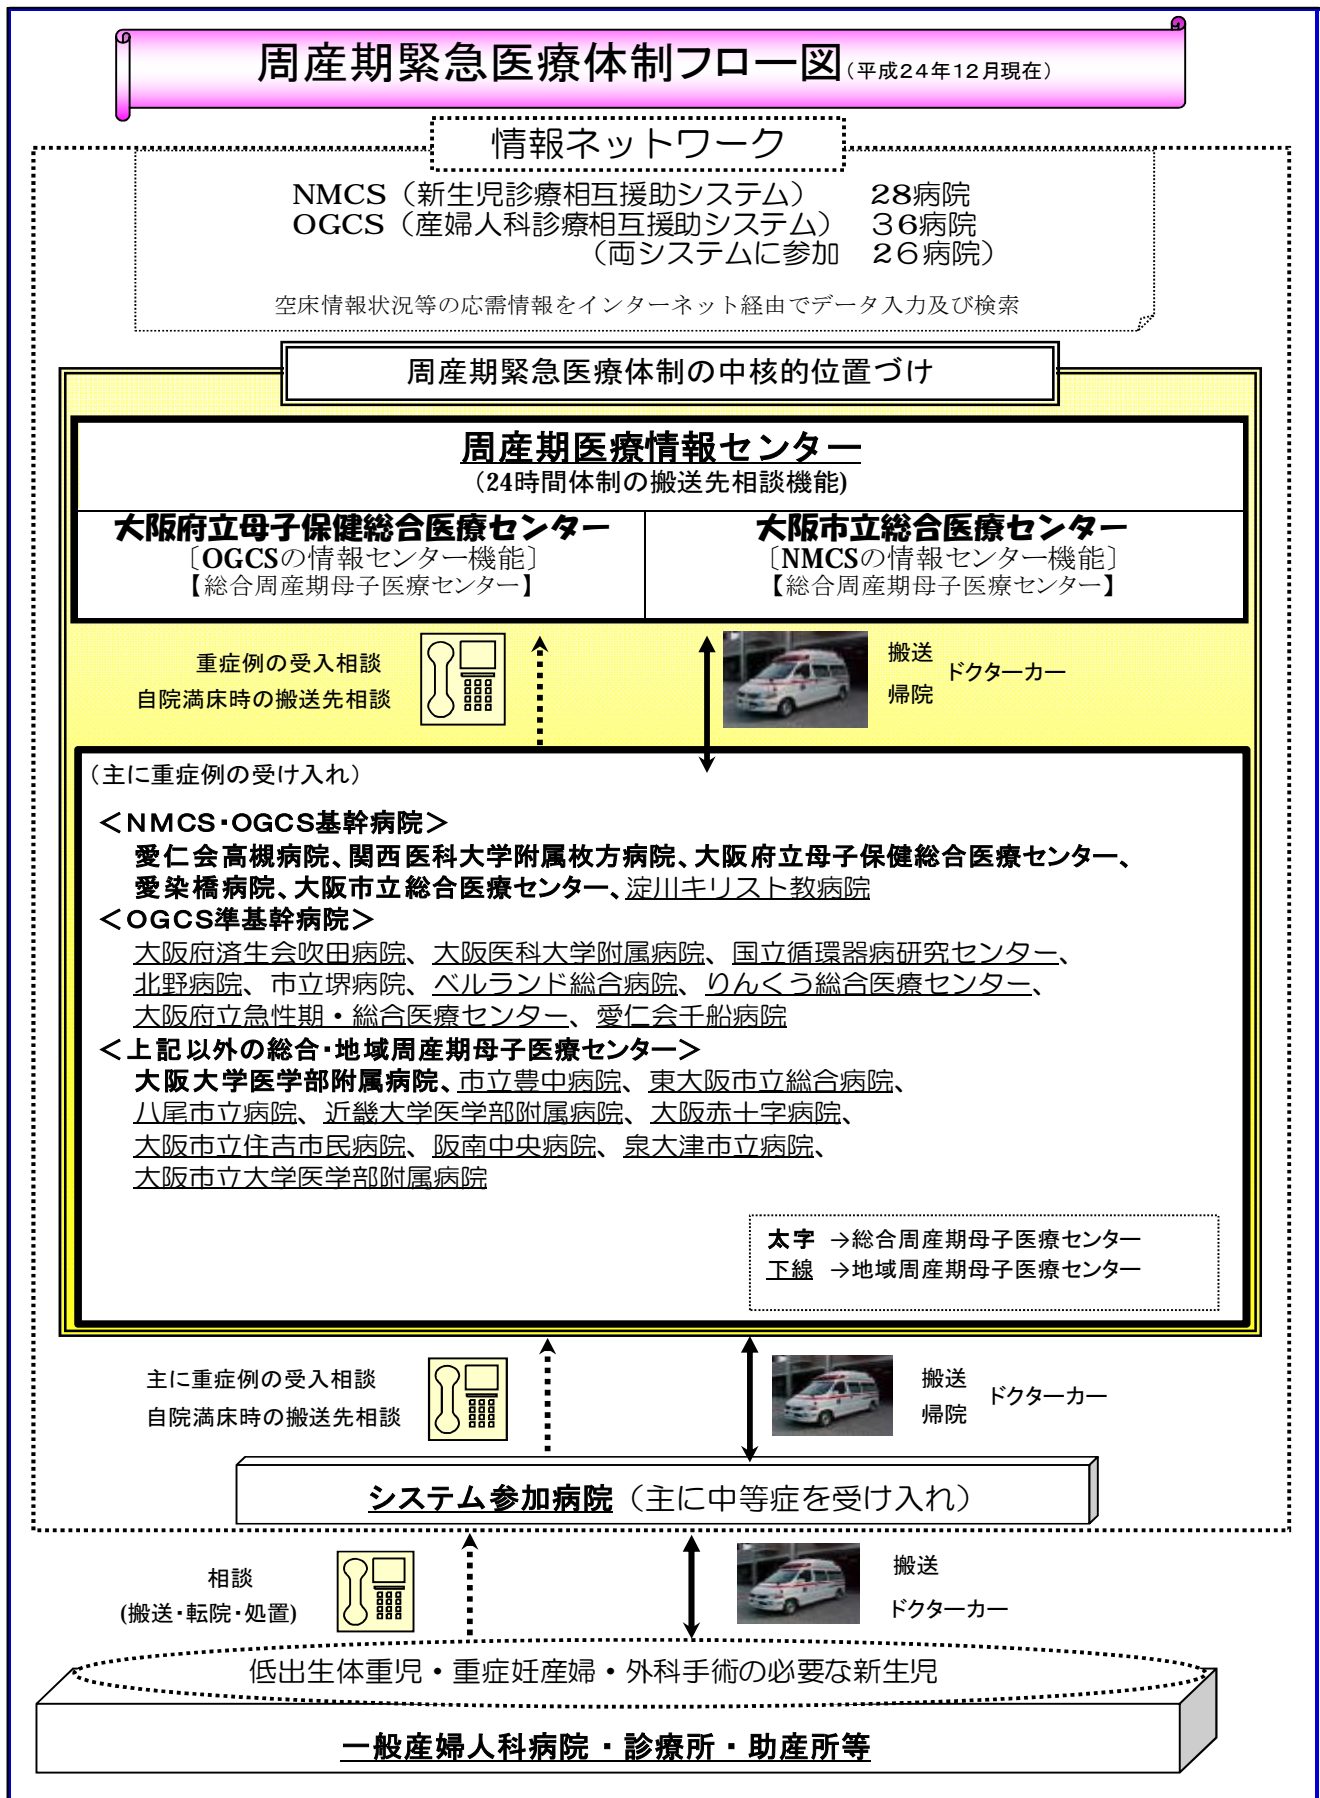 周産期緊急医療体制フロー図(平成24年12月現在)
情報ネットワーク
NMCS（新生児診療相互援助システム）　28病院
OGCS（産婦人科診療相互援助システム）　36病院
（両システムに参加　26病院）
空床情報状況等の応需情報をインターネット経由でデータ入力及び検索
周産期緊急医療体制の中核的位置づけ
周産期医療情報センター
（24時間体制の搬送先相談機能)
大阪府立母子保健総合医療センター
〔OGCSの情報センター機能〕
【総合周産期母子医療センター】
大阪市立総合医療センター
〔NMCSの情報センター機能〕
【総合周産期母子医療センター】
重症例の受入相談
自院満床時の搬送先相談
搬送
帰院
ドクターカー
（主に重症例の受け入れ）
＜NMCS・OGCS基幹病院＞
愛仁会高槻病院、関西医科大学附属枚方病院、大阪府立母子保健総合医療センター、
愛染橋病院、大阪市立総合医療センター、淀川キリスト教病院
＜OGCS準基幹病院＞
大阪府済生会吹田病院、大阪医科大学附属病院、国立循環器病研究センター、
北野病院、市立堺病院、ベルランド総合病院、りんくう総合医療センター、
大阪府立急性期・総合医療センター、愛仁会千船病院
＜上記以外の総合・地域周産期母子医療センター＞
大阪大学医学部附属病院、市立豊中病院、東大阪市立総合病院、
八尾市立病院、近畿大学医学部附属病院、大阪赤十字病院、
大阪市立住吉市民病院、阪南中央病院、泉大津市立病院、
大阪市立大学医学部附属病院
太字　→総合周産期母子医療センター
下線　→地域周産期母子医療センター
主に重症例の受入相談
自院満床時の搬送先相談
搬送
帰院
ドクターカー
システム参加病院（主に中等症を受け入れ）
相談
(搬送・転院・処置)
搬送
ドクターカー
低出生体重児・重症妊産婦・外科手術の必要な新生児
一般産婦人科病院・診療所・助産所等